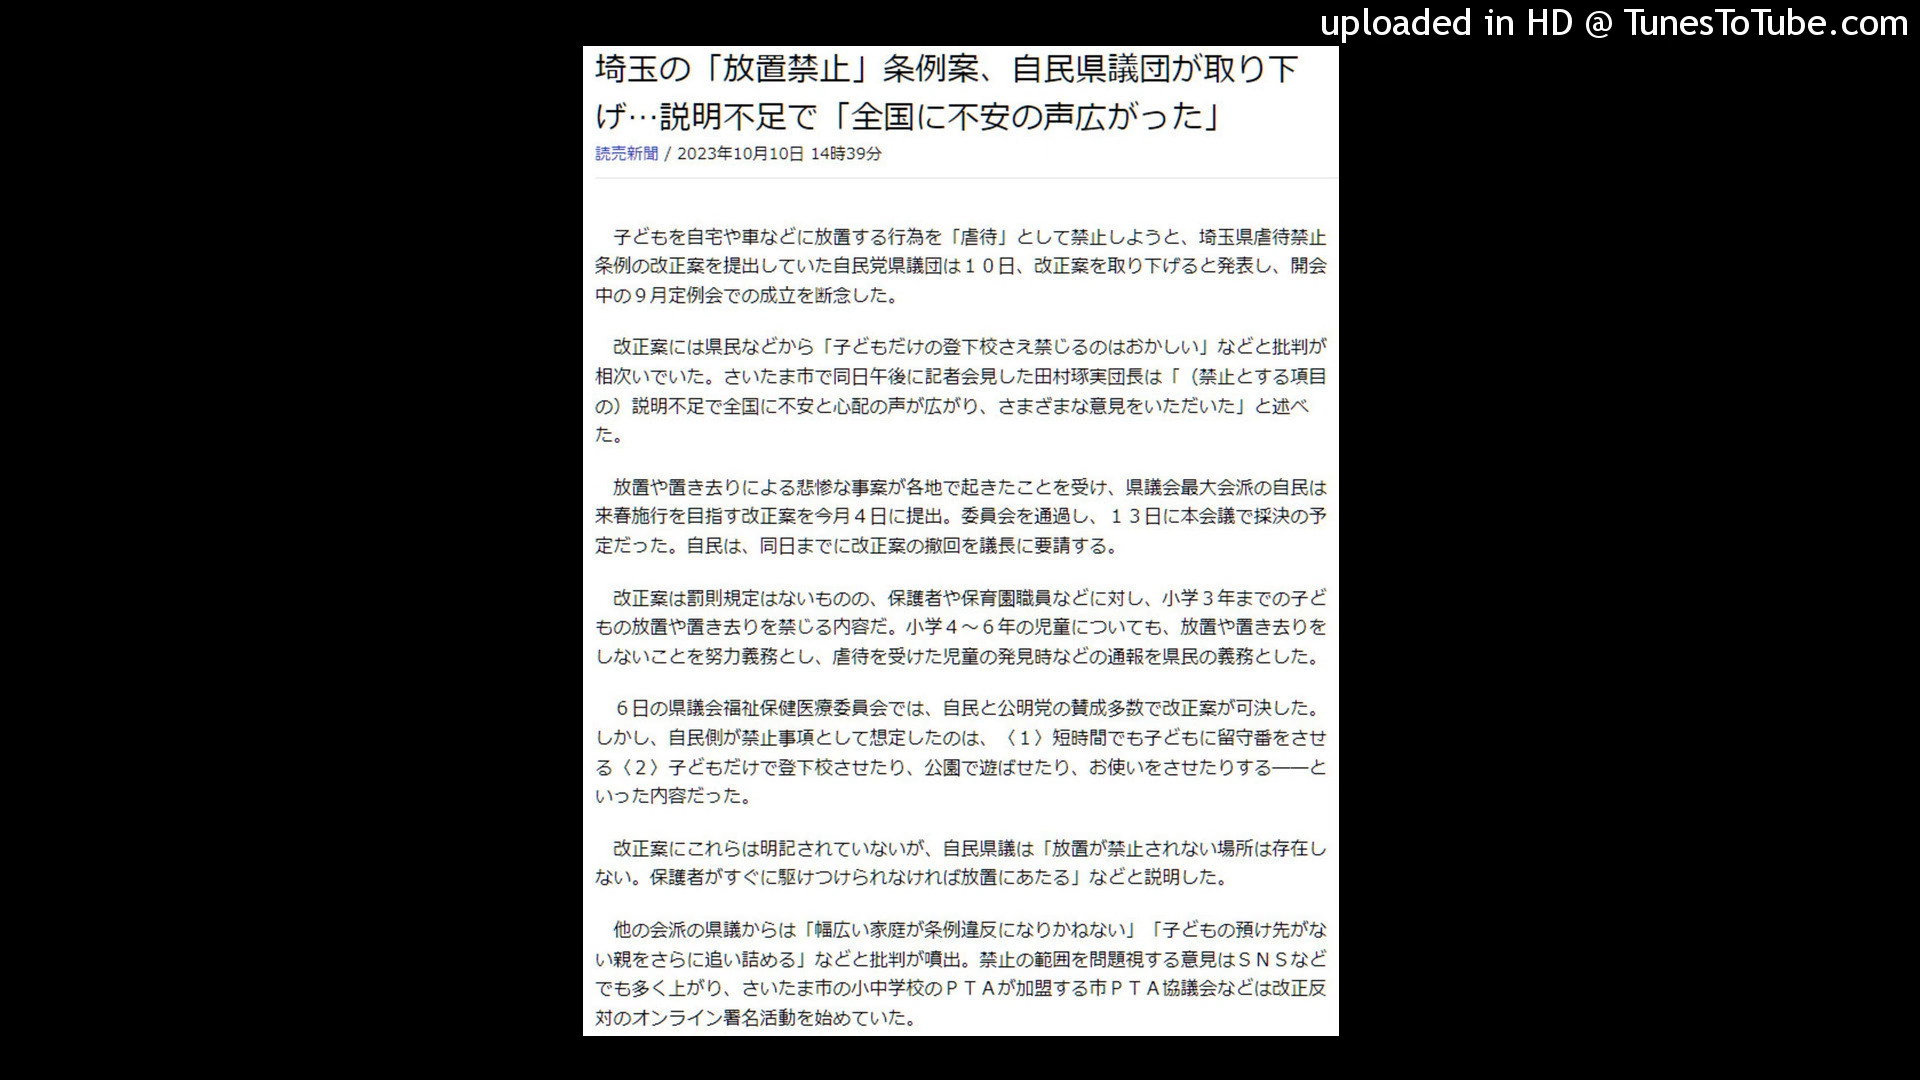 uploaded in HD @ TunesToTube.com
埼玉の「放置禁止」条例案、自民県議団が取り下
げ…説明不足で「全国に不安の声広がった」
読売新聞 / 2023年10月10日 14時39分
子どもを自宅や車などに放置する行為を「虐待」として禁止しようと、埼玉県虐待禁止
条例の改正案を提出していた自民党県議団は１０日、改正案を取り下げると発表し、開会
中の９月定例会での成立を断念した。
改正案には県民などから「子どもだけの登下校さえ禁じるのはおかしい」などと批判が
相次いでいた。さいたま市で同日午後に記者会見した田村琢実団長は「（禁止とする項目
の）説明不足で全国に不安と心配の声が広がり、さまざまな意見をいただいた」と述べ
た。
放置や置き去りによる悲惨な事案が各地で起きたことを受け、県議会最大会派の自民は
来春施行を目指す改正案を今月４日に提出。委員会を通過し、１３日に本会議で採決の予
定だった。自民は、同日までに改正案の撤回を議長に要請する。
改正案は罰則規定はないものの、保護者や保育園職員などに対し、小学３年までの子ど
もの放置や置き去りを禁じる内容だ。小学４～６年の児童についても、放置や置き去りを
しないことを努力義務とし、虐待を受けた児童の発見時などの通報を県民の義務とした。
６日の県議会福祉保健医療委員会では、自民と公明党の賛成多数で改正案が可決した。
しかし、自民側が禁止事項として想定したのは、〈１〉短時間でも子どもに留守番をさせ
る〈２〉子どもだけで登下校させたり、公園で遊ばせたり、お使いをさせたりする――と
いった内容だった。
改正案にこれらは明記されていないが、自民県議は「放置が禁止されない場所は存在し
ない。保護者がすぐに駆けつけられなければ放置にあたる」などと説明した。
他の会派の県議からは「幅広い家庭が条例違反になりかねない」「子どもの預け先がな
い親をさらに追い詰める」などと批判が噴出。禁止の範囲を問題視する意見はＳＮＳなど
でも多く上がり、さいたま市の小中学校のＰＴＡが加盟する市ＰＴＡ協議会などは改正反
対のオンライン署名活動を始めていた。